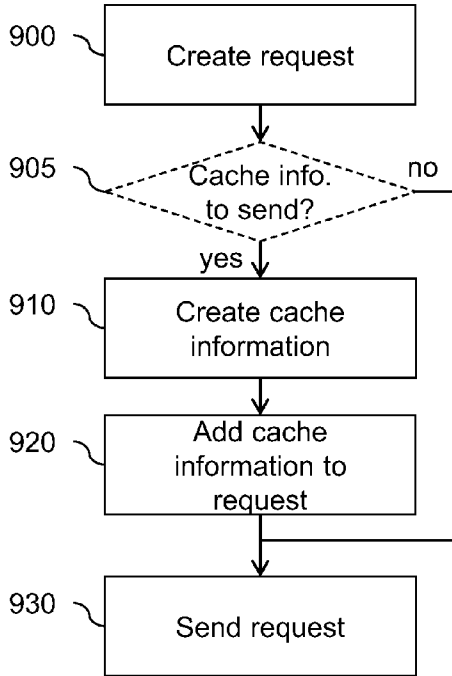 900
Create request
905
Cache info.
to send?
no
yes
910
Create cache
information
920
Add cache
information to
request
930
Send request